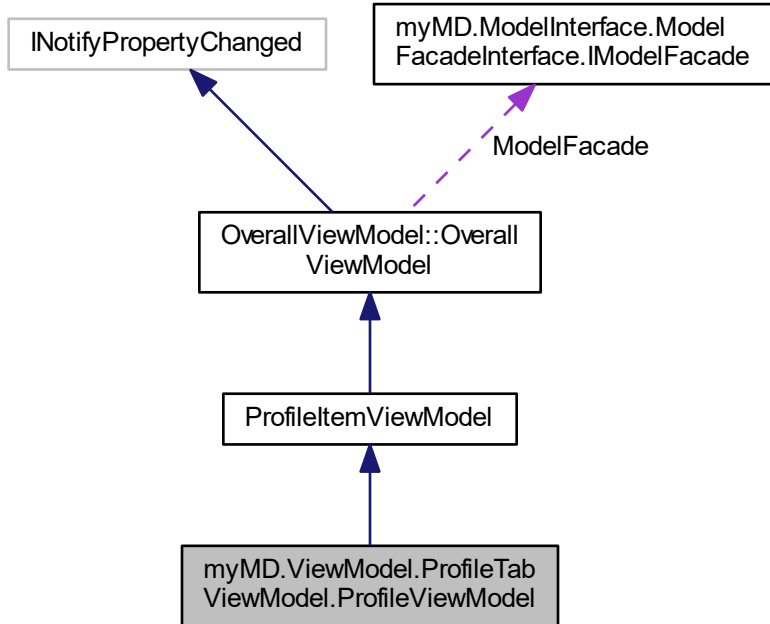 INotifyPropertyChanged
myMD.ModelInterface.Model
FacadeInterface.IModelFacade
ModelFacade
OverallViewModel::Overall
ViewModel
ProfileItemViewModel
myMD.ViewModel.ProfileTab
ViewModel.ProfileViewModel